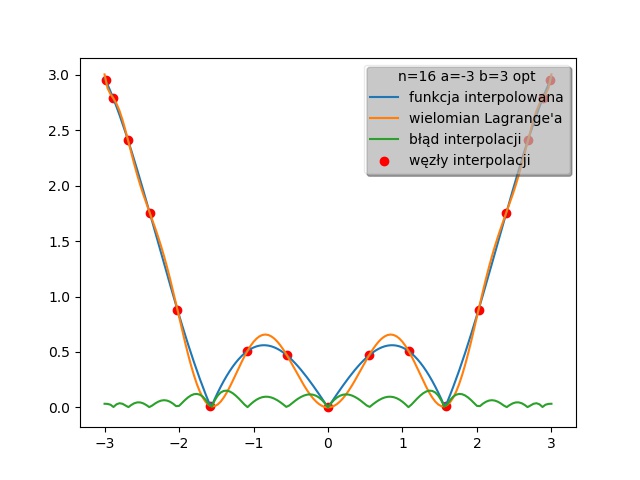 n=16 a=-3 b=3 opt
funkcja interpolowana
wielomian Lagrange'a
błąd interpolacji
węzły interpolacji
3.0
2.5
2.0
1.5
1.0
0.5
0.0
−3 −2 −1 0 1 2 3